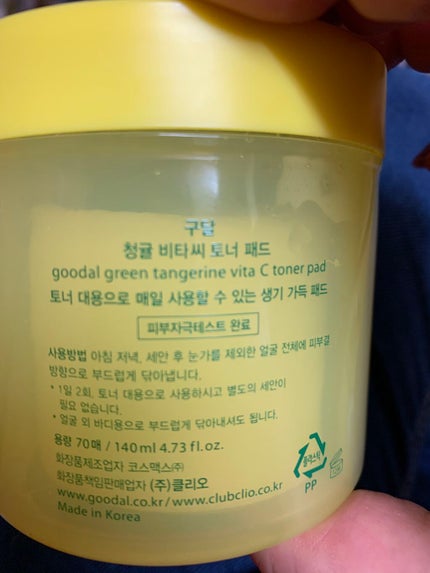 구달
청귤 비타씨 토너 패드
goodal green tangerine vita C toner pad
토너 대용으로 매일 사용할 수 있는 생기 가득 패드
피부자극테스트 완료
사용방법 아침 저녁, 세안 후 눈가를 제외한 얼굴 전체에 피부결
방향으로 부드럽게 닦아냅니다.
* 1일 2회, 토너 대용으로 사용하시고 별도의 세안이
필요 없습니다.
* 얼굴 외 바디용으로 부드럽게 닦아내셔도 됩니다.
용량 70매 / 140ml 4.73 fl.oz.
화장품제조업자 코스맥스(주)
화장품책임판매업자 (주)클리오
www.goodal.co.kr/www.clubclio.co.kr
Made in Korea
플라스틱
PP